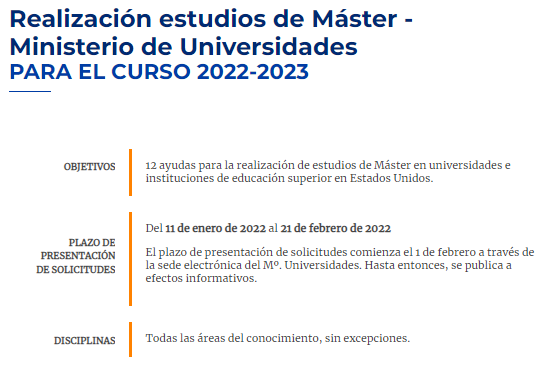 Realización estudios de Máster -
Ministerio de Universidades
PARA EL CURSO 2022-2023
OBJETIVOS
12 ayudas para la realización de estudios de Máster en universidades e
instituciones de educación superior en Estados Unidos.
PLAZO DE
PRESENTACIÓN
DE SOLICITUDES
Del 11 de enero de 2022 al 21 de febrero de 2022
El plazo de presentación de solicitudes comienza el 1 de febrero a través de
la sede electrónica del Mº. Universidades. Hasta entonces, se publica a
efectos informativos.
DISCIPLINAS
Todas las áreas del conocimiento, sin excepciones.